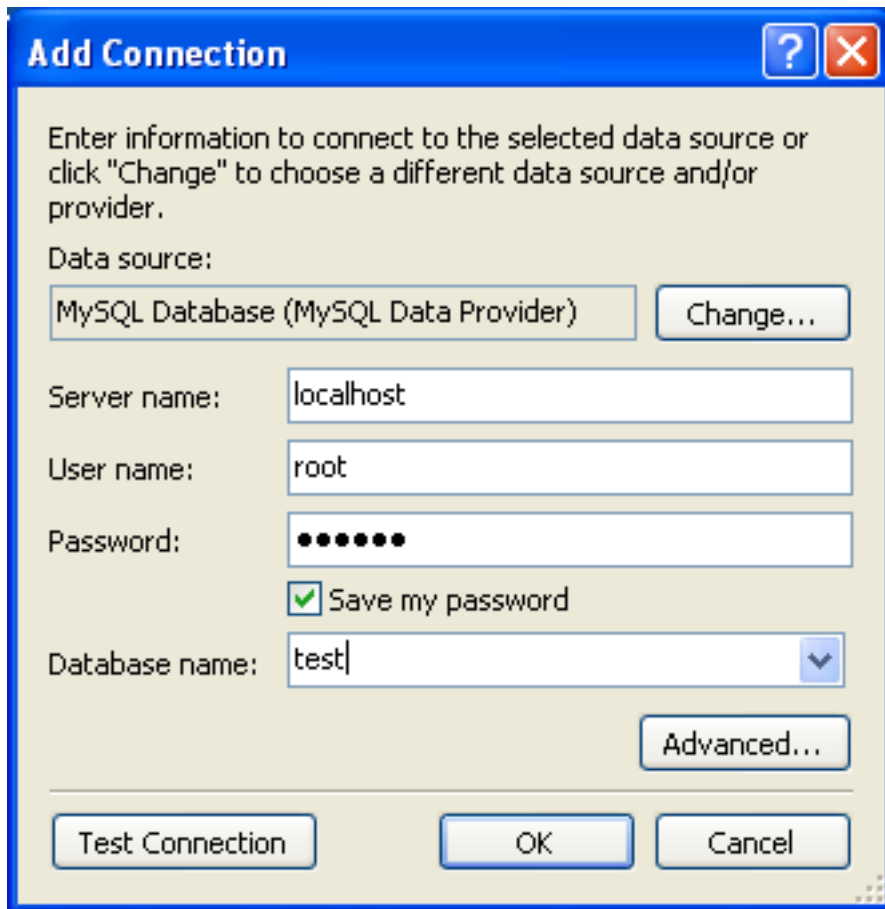 Add Connection
Enter information to connect to the selected data source or
click "Change" to choose a different data source and/or
provider.
Data source:
MySQL Database (MySQL Data Provider)
Change...
Server name:
localhost
User name:
root
Password:
••••••
Save my password
Database name:
test
Advanced...
Test Connection
OK
Cancel